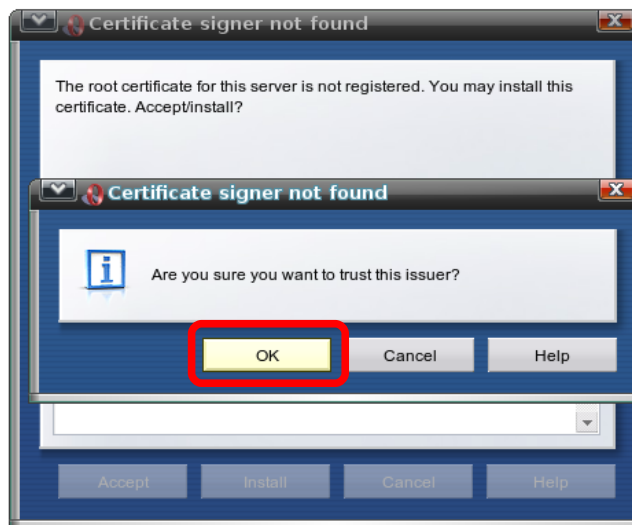 Certificate signer not found
The root certificate for this server is not registered. You may install this
certificate. Accept/install?
Certificate signer not found
Are you sure you want to trust this issuer?
OK Cancel Help
Accept Install Cancel Help